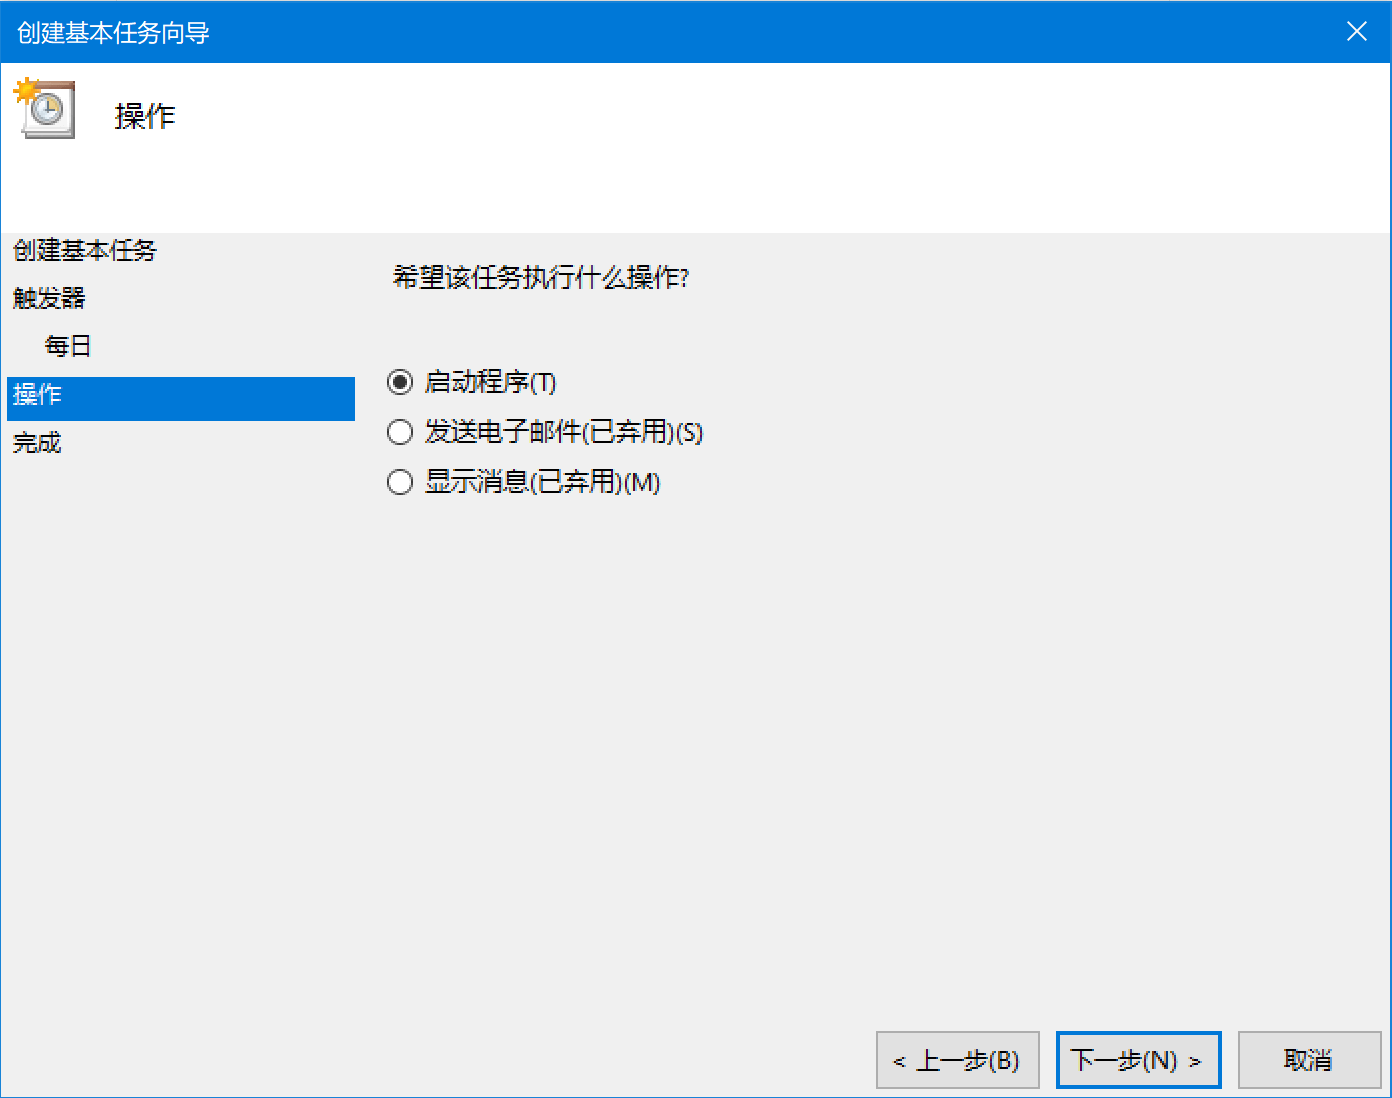 创建基本任务向导
操作
创建基本任务
触发器
每日
操作
完成
希望该任务执行什么操作?
启动程序(T)
发送电子邮件(已弃用)(S)
显示消息(已弃用)(M)
< 上一步(B)
下一步(N) >
取消